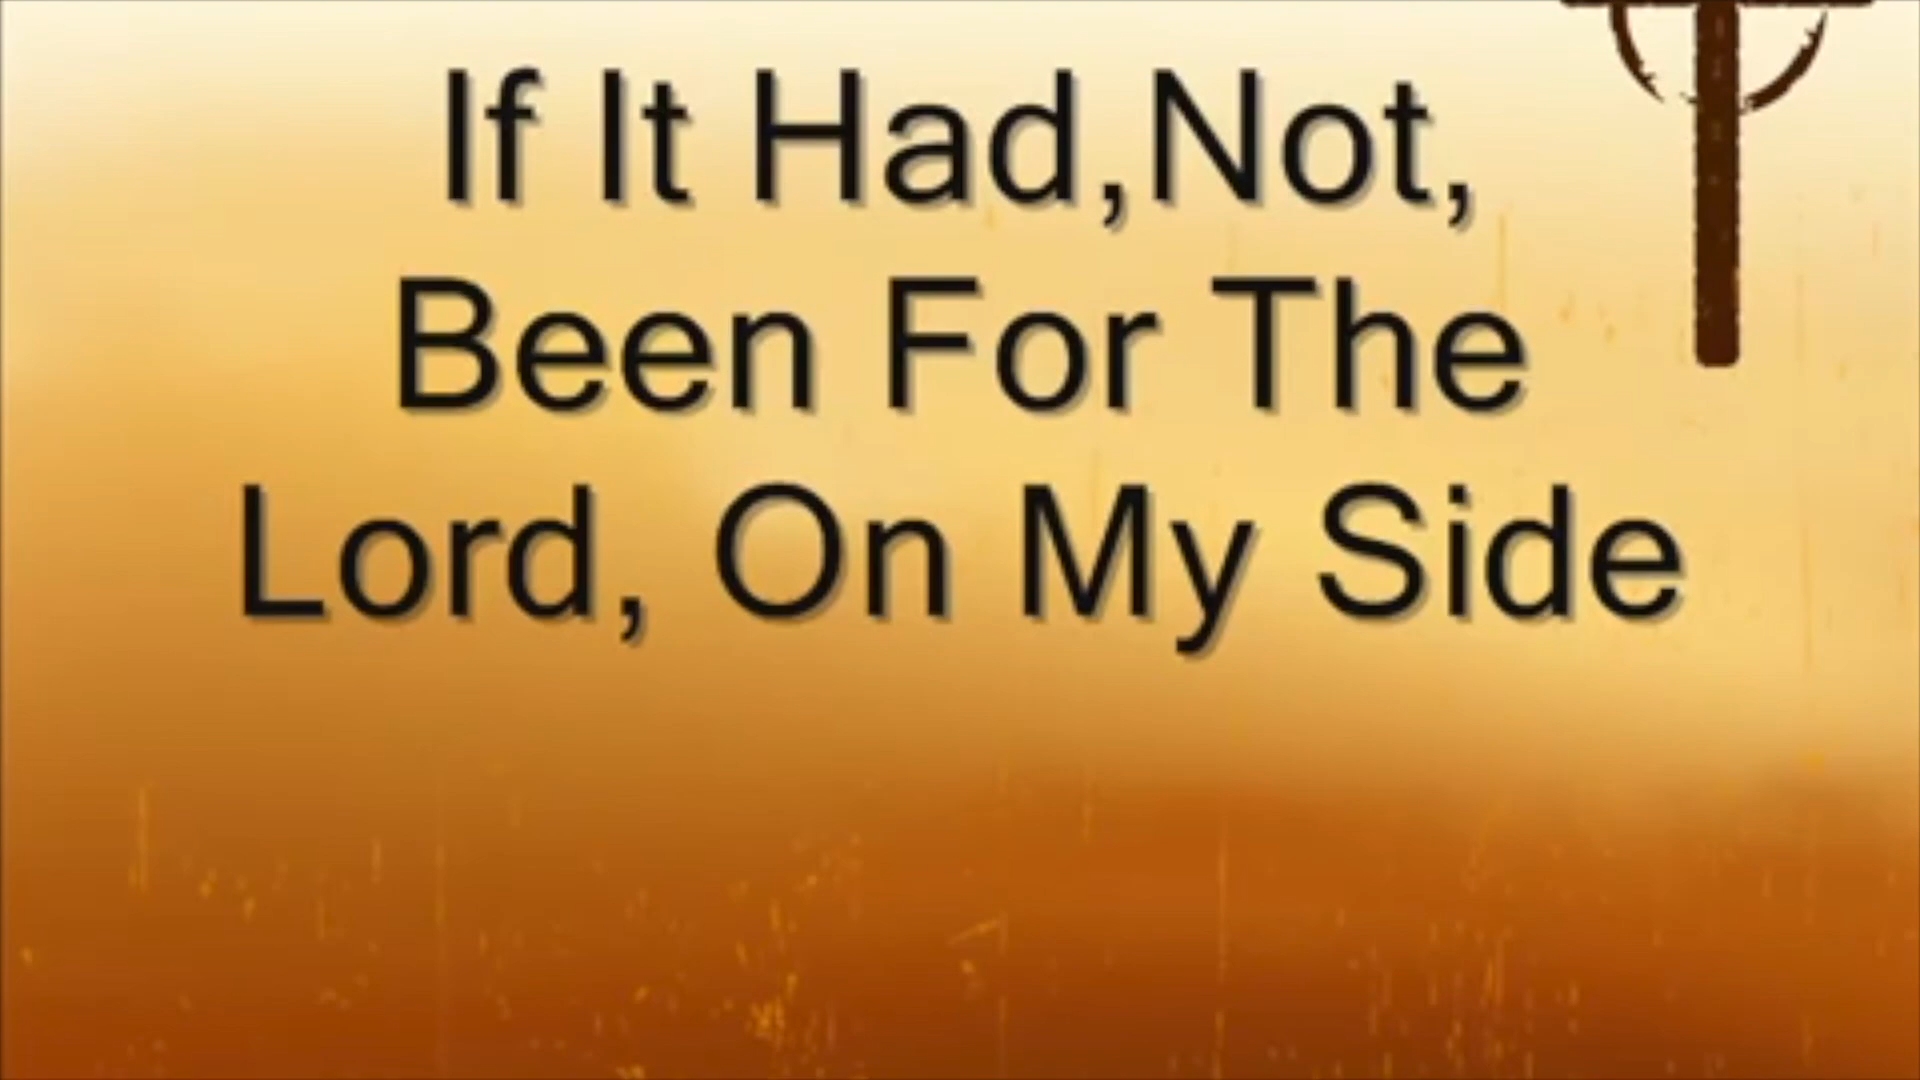 If It Had,Not,
Been For The
Lord, On My Side